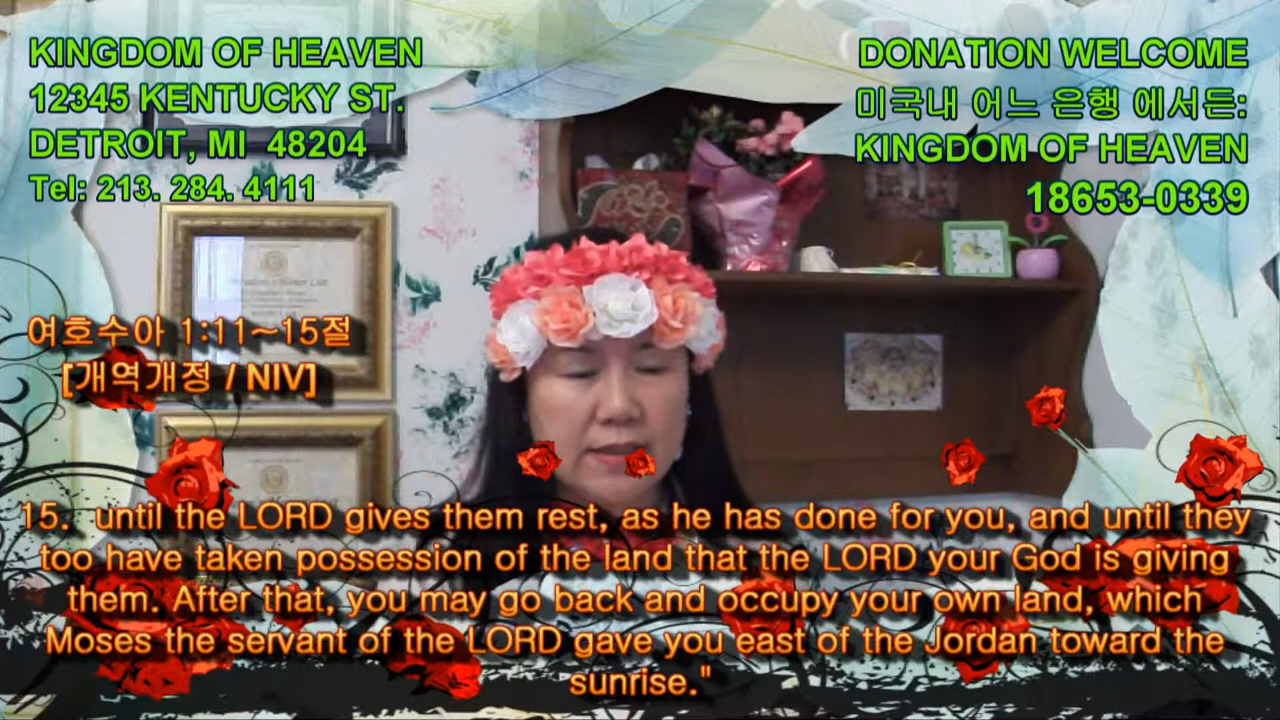 KINGDOM OF HEAVEN
12345 KENTUCKY ST.
DETROIT, MI  48204
Tel: 213. 284. 4111
DONATION WELCOME
미국내 어느 은행 에서든:
KINGDOM OF HEAVEN
18653-0339
여호수아 1:11~15절
[개역개정 / NIV]
15.  until the LORD gives them rest, as he has done for you, and until they
too have taken possession of the land that the LORD your God is giving
them. After that, you may go back and occupy your own land, which
Moses the servant of the LORD gave you east of the Jordan toward the
sunrise."